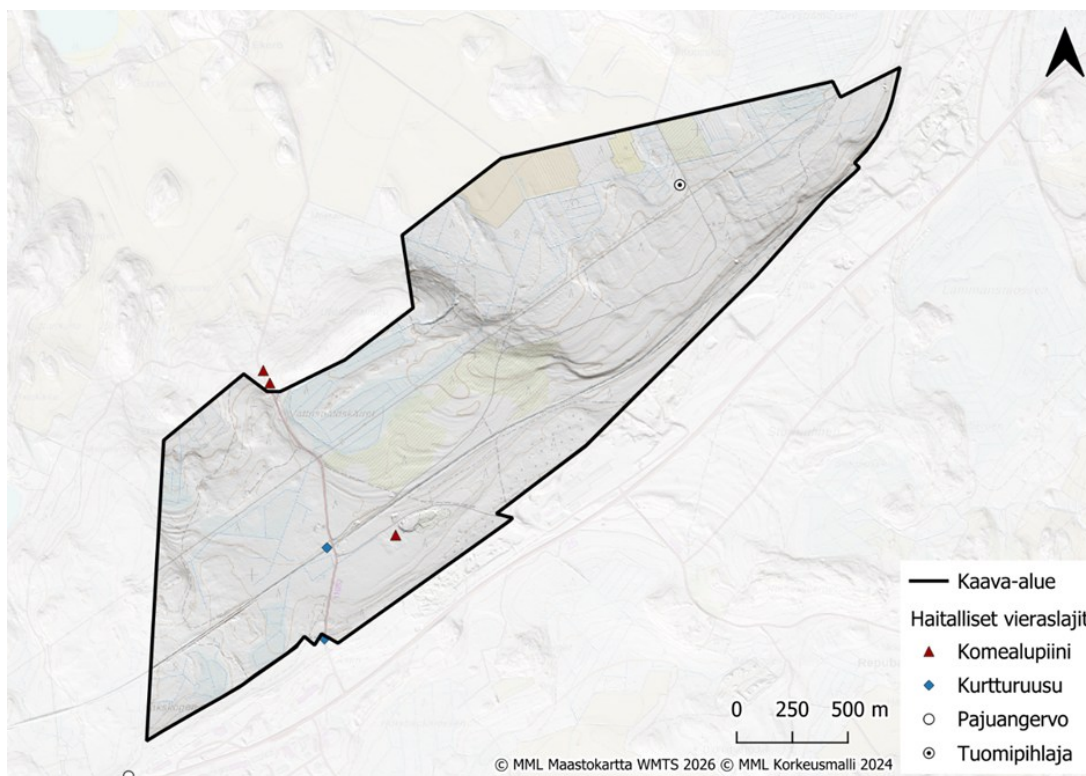 Kaava-alue
Haitalliset vieraslajit
Komealupiini
Kurtturuusu
Pajuangervo
Tuomipihlaja
0 250 500 m
© MML Maastokartta WMTS 2026 © MML Korkeusmalli 2024